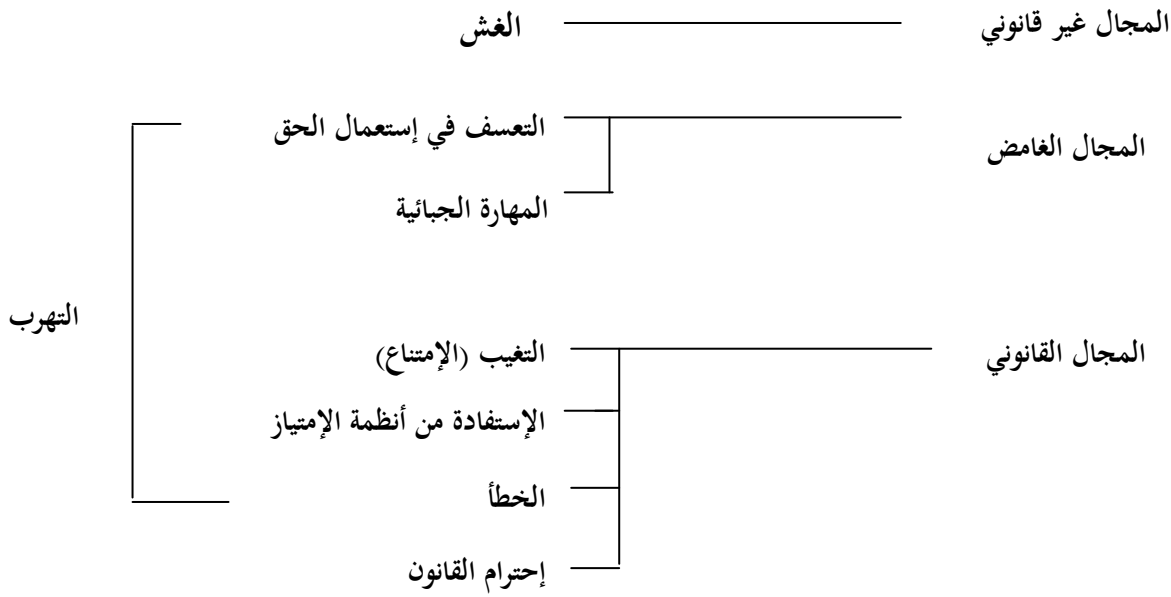 المجال غير قانوني الغش
المجال الغامض التعسف في إستعمال الحق
المهارة الجبائية
التهرب
المجال القانوني التغيب (الإمتناع)
الإستفادة من أنظمة الإمتياز
الخطأ
إحترام القانون